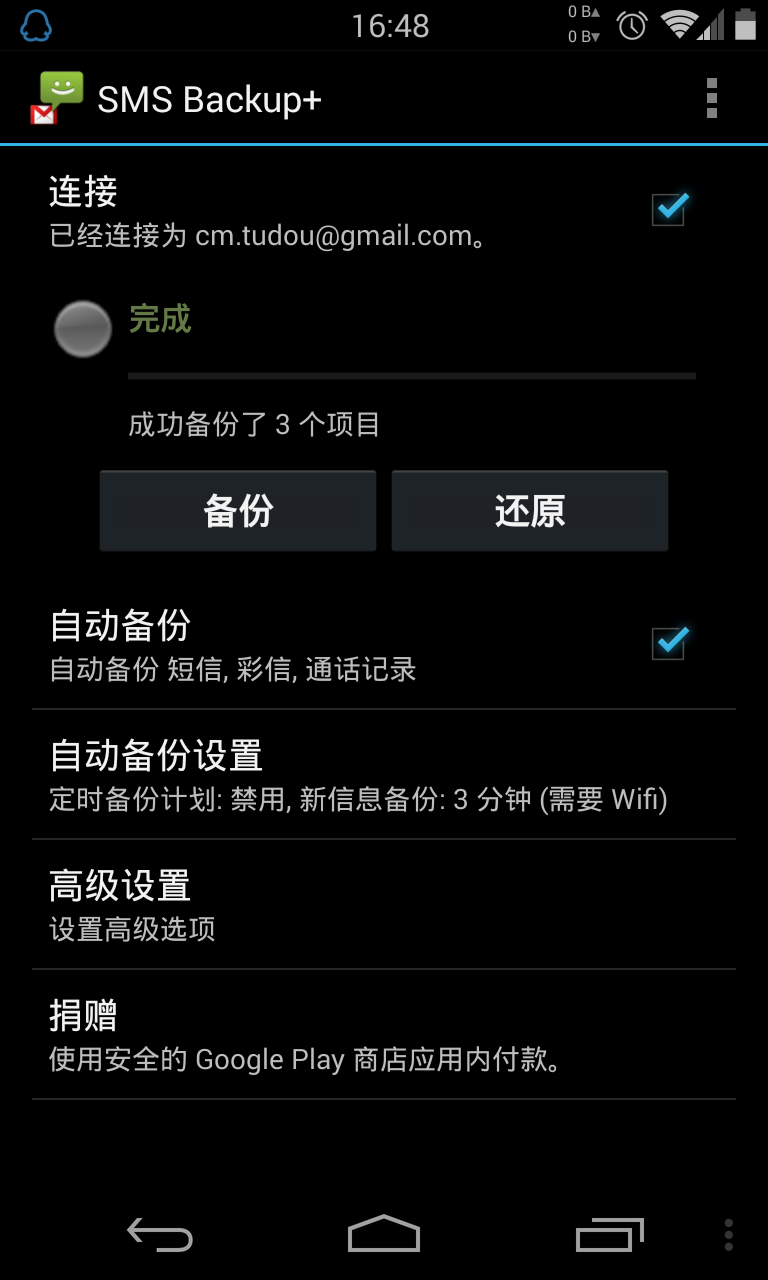 16:48
0 B▲
0 B▼
SMS Backup+
连接
已经连接为 cm.tudou@gmail.com。
完成
成功备份了 3 个项目
备份
还原
自动备份
自动备份 短信, 彩信, 通话记录
自动备份设置
定时备份计划: 禁用, 新信息备份: 3 分钟 (需要 Wifi)
高级设置
设置高级选项
捐赠
使用安全的 Google Play 商店应用内付款。